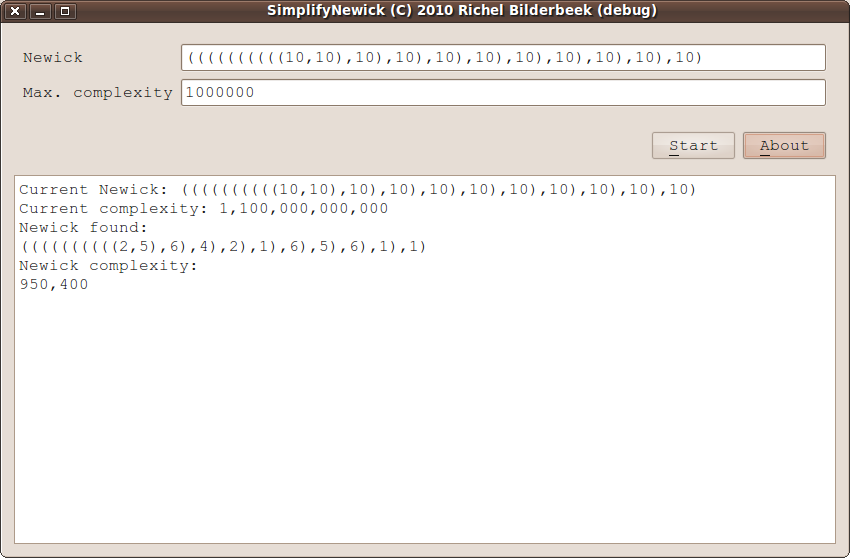 SimplifyNewick (C) 2010 Richel Bilderbeek (debug)
Newick ((((((((((10,10),10),10),10),10),10),10),10),10),10)
Max. complexity 1000000
Start About
Current Newick: ((((((((((10,10),10),10),10),10),10),10),10),10),10)
Current complexity: 1,100,000,000,000
Newick found:
((((((((((2,5),6),4),2),1),6),5),6),1),1)
Newick complexity:
950,400